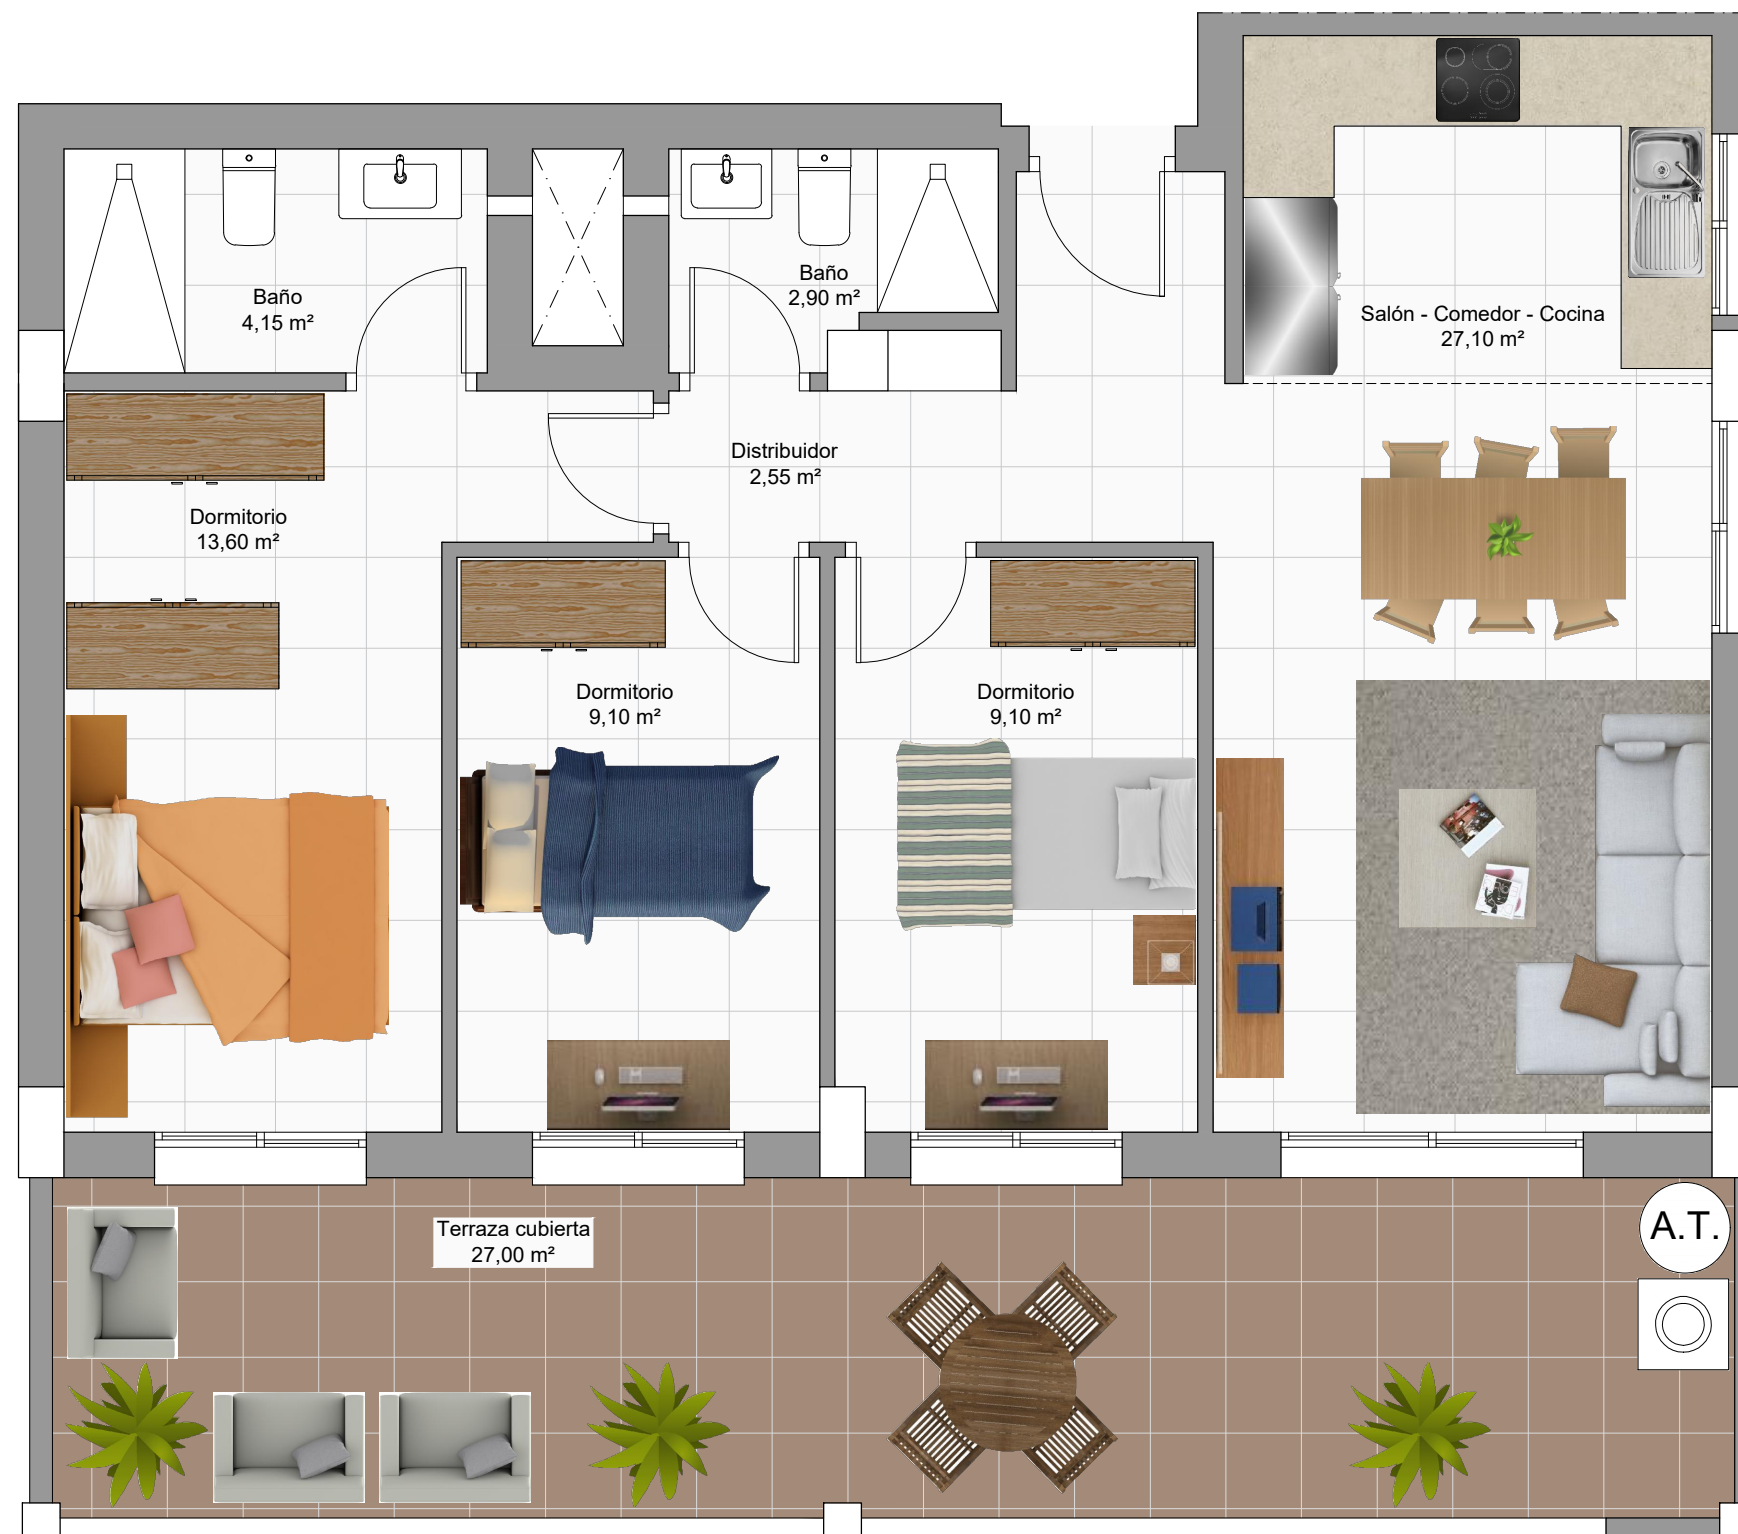 Baño
4,15 m²
Baño
2,90 m²
Salón - Comedor - Cocina
27,10 m²
Distribuidor
2,55 m²
Dormitorio
13,60 m²
Dormitorio
9,10 m²
Dormitorio
9,10 m²
Terraza cubierta
27,00 m²
A.T.